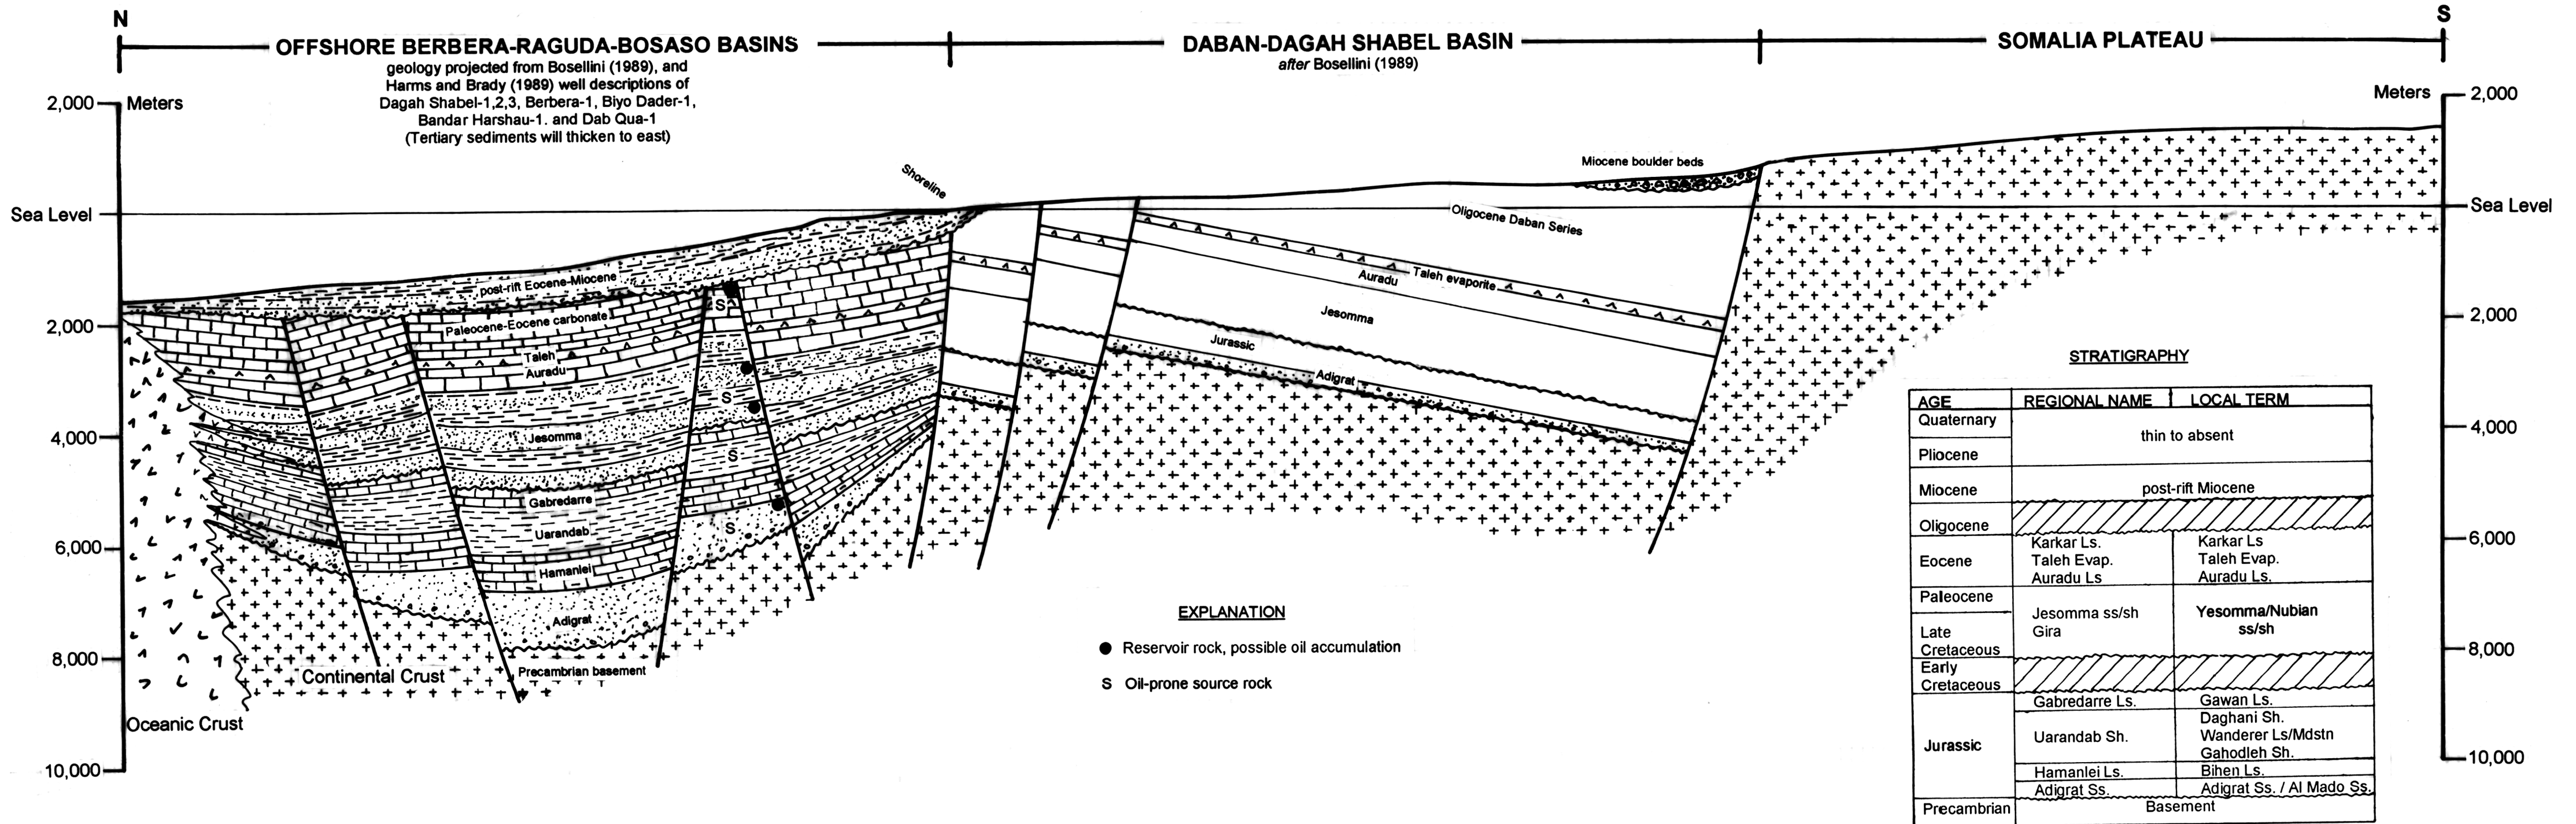 N
S
OFFSHORE BERBERA-RAGUDA-BOSASO BASINS
geology projected from Bosellini (1989), and
Harms and Brady (1989) well descriptions of
Dagah Shabel-1,2,3, Berbera-1, Biyo Dader-1,
Bandar Harshau-1. and Dab Qua-1
(Tertiary sediments will thicken to east)
DABAN-DAGAH SHABEL BASIN
after Bosellini (1989)
SOMALIA PLATEAU
2,000
Meters
Sea Level
2,000
4,000
6,000
8,000
10,000
Meters
2,000
Sea Level
2,000
4,000
6,000
8,000
10,000
Shoreline
Miocene boulder beds
Oligocene Daban Series
Taleh evaporite
Auradu
Jesomma
Jurassic
Adigrat
post-rift Eocene-Miocene
Paleocene-Eocene carbonate
Taleh
Auradu
Jesomma
Gabredarre
Uarandab
Hamanlei
Adigrat
Precambrian basement
S
S
S
S
Continental Crust
Oceanic Crust
EXPLANATION
Reservoir rock, possible oil accumulation
S Oil-prone source rock
STRATIGRAPHY
AGE REGIONAL NAME LOCAL TERM
Quaternary
thin to absent
Pliocene
Miocene post-rift Miocene
Oligocene
Eocene
Karkar Ls. Karkar Ls
Taleh Evap. Taleh Evap.
Auradu Ls Auradu Ls.
Paleocene
Jesomma ss/sh Yesomma/Nubian
Gira ss/sh
Late
Cretaceous
Early
Cretaceous
Jurassic
Gabredarre Ls. Gawan Ls.
Daghani Sh.
Uarandab Sh. Wanderer Ls/Mdstn
Gahodleh Sh.
Hamanlei Ls. Bihen Ls.
Adigrat Ss. Adigrat Ss. / Al Mado Ss.
Precambrian Basement